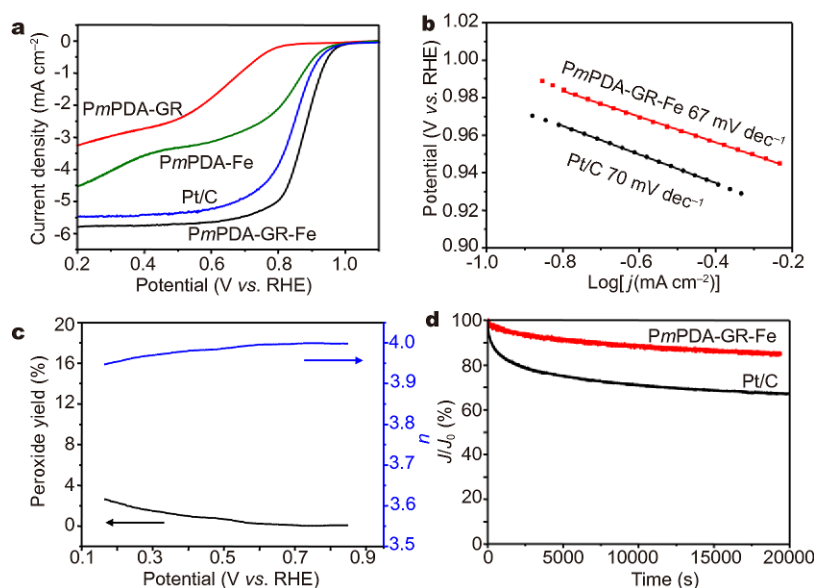 a
0
-1
-2
-3
-4
-5
-6
Current density (mA cm⁻²)
PmPDA-GR
PmPDA-Fe
Pt/C
PmPDA-GR-Fe
0.2 0.4 0.6 0.8 1.0
Potential (V vs. RHE)
b
1.02
1.00
0.98
0.96
0.94
0.92
0.90
Potential (V vs. RHE)
PmPDA-GR-Fe 67 mV dec⁻¹
Pt/C 70 mV dec⁻¹
-1.0 -0.8 -0.6 -0.4 -0.2
Log[j(mA cm⁻²)]
c
20
16
12
8
4
0
Peroxide yield (%)
4.0
3.95
3.9
3.8
3.7
3.6
3.55
3.5
n
0.1 0.3 0.5 0.7 0.9
Potential (V vs. RHE)
d
100
80
60
40
20
0
J/J₀ (%)
PmPDA-GR-Fe
Pt/C
0 5000 10000 15000 20000
Time (s)